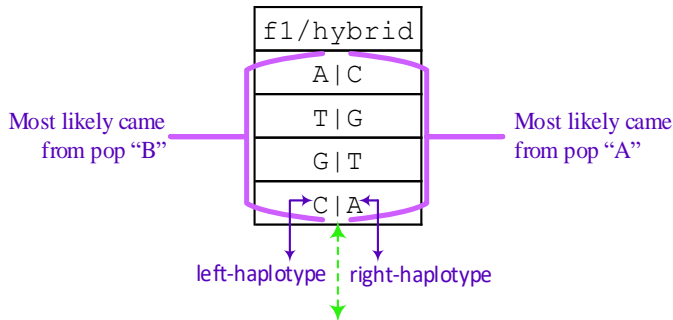 f1/hybrid
A|C
T|G
G|T
C|A
Most likely came
from pop “B”
Most likely came
from pop “A”
left-haplotype
right-haplotype